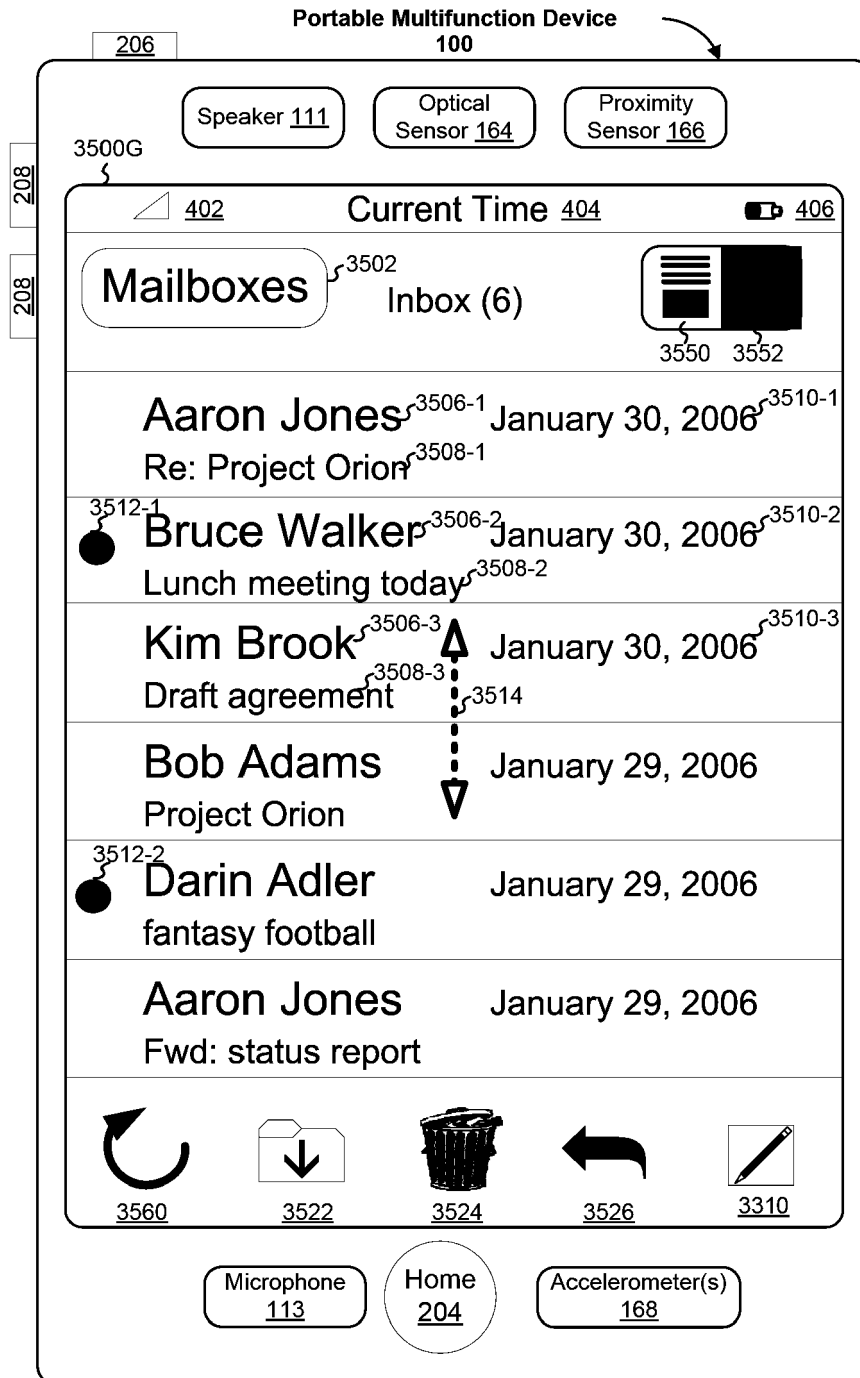 Portable Multifunction Device
100
206
Speaker 111
Optical
Sensor 164
Proximity
Sensor 166
3500G
208
208
402
Current Time 404
406
Mailboxes
3502
Inbox (6)
3550
3552
Aaron Jones
3506-1
January 30, 2006
3510-1
Re: Project Orion
3508-1
3512-1
Bruce Walker
3506-2
January 30, 2006
3510-2
Lunch meeting today
3508-2
Kim Brook
3506-3
January 30, 2006
3510-3
Draft agreement
3508-3
3514
Bob Adams
January 29, 2006
Project Orion
3512-2
Darin Adler
January 29, 2006
fantasy football
Aaron Jones
January 29, 2006
Fwd: status report
3560
3522
3524
3526
3310
Microphone
113
Home
204
Accelerometer(s)
168